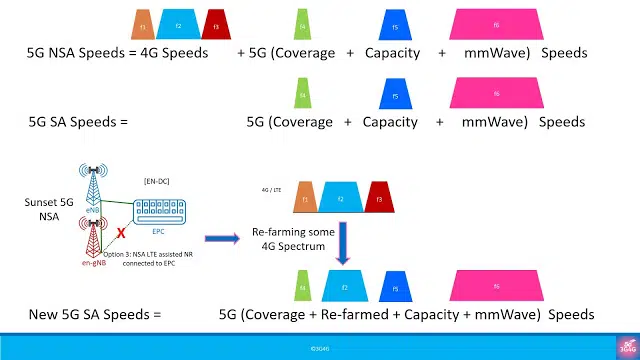 f1 f2 f3 f4 f5 f6
5G NSA Speeds = 4G Speeds + 5G (Coverage + Capacity + mmWave) Speeds
f4 f5 f6
5G SA Speeds = 5G (Coverage + Capacity + mmWave) Speeds
Sunset 5G
NSA
[EN-DC]
eNB
EPC
X
en-gNB
Option 3: NSA LTE assisted NR
connected to EPC
4G / LTE
f1 f2 f3
Re-farming some
4G Spectrum
f4 f2 f5 f6
New 5G SA Speeds = 5G (Coverage + Re-farmed + Capacity + mmWave) Speeds
©3G4G
3G4G